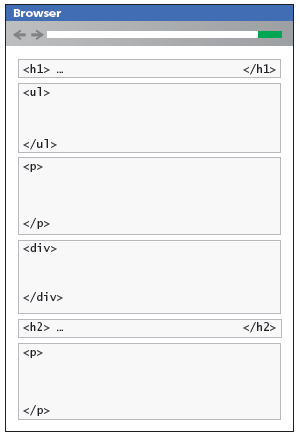 Browser
<h1> … </h1>
<ul>
</ul>
<p>
</p>
<div>
</div>
<h2> … </h2>
<p>
</p>